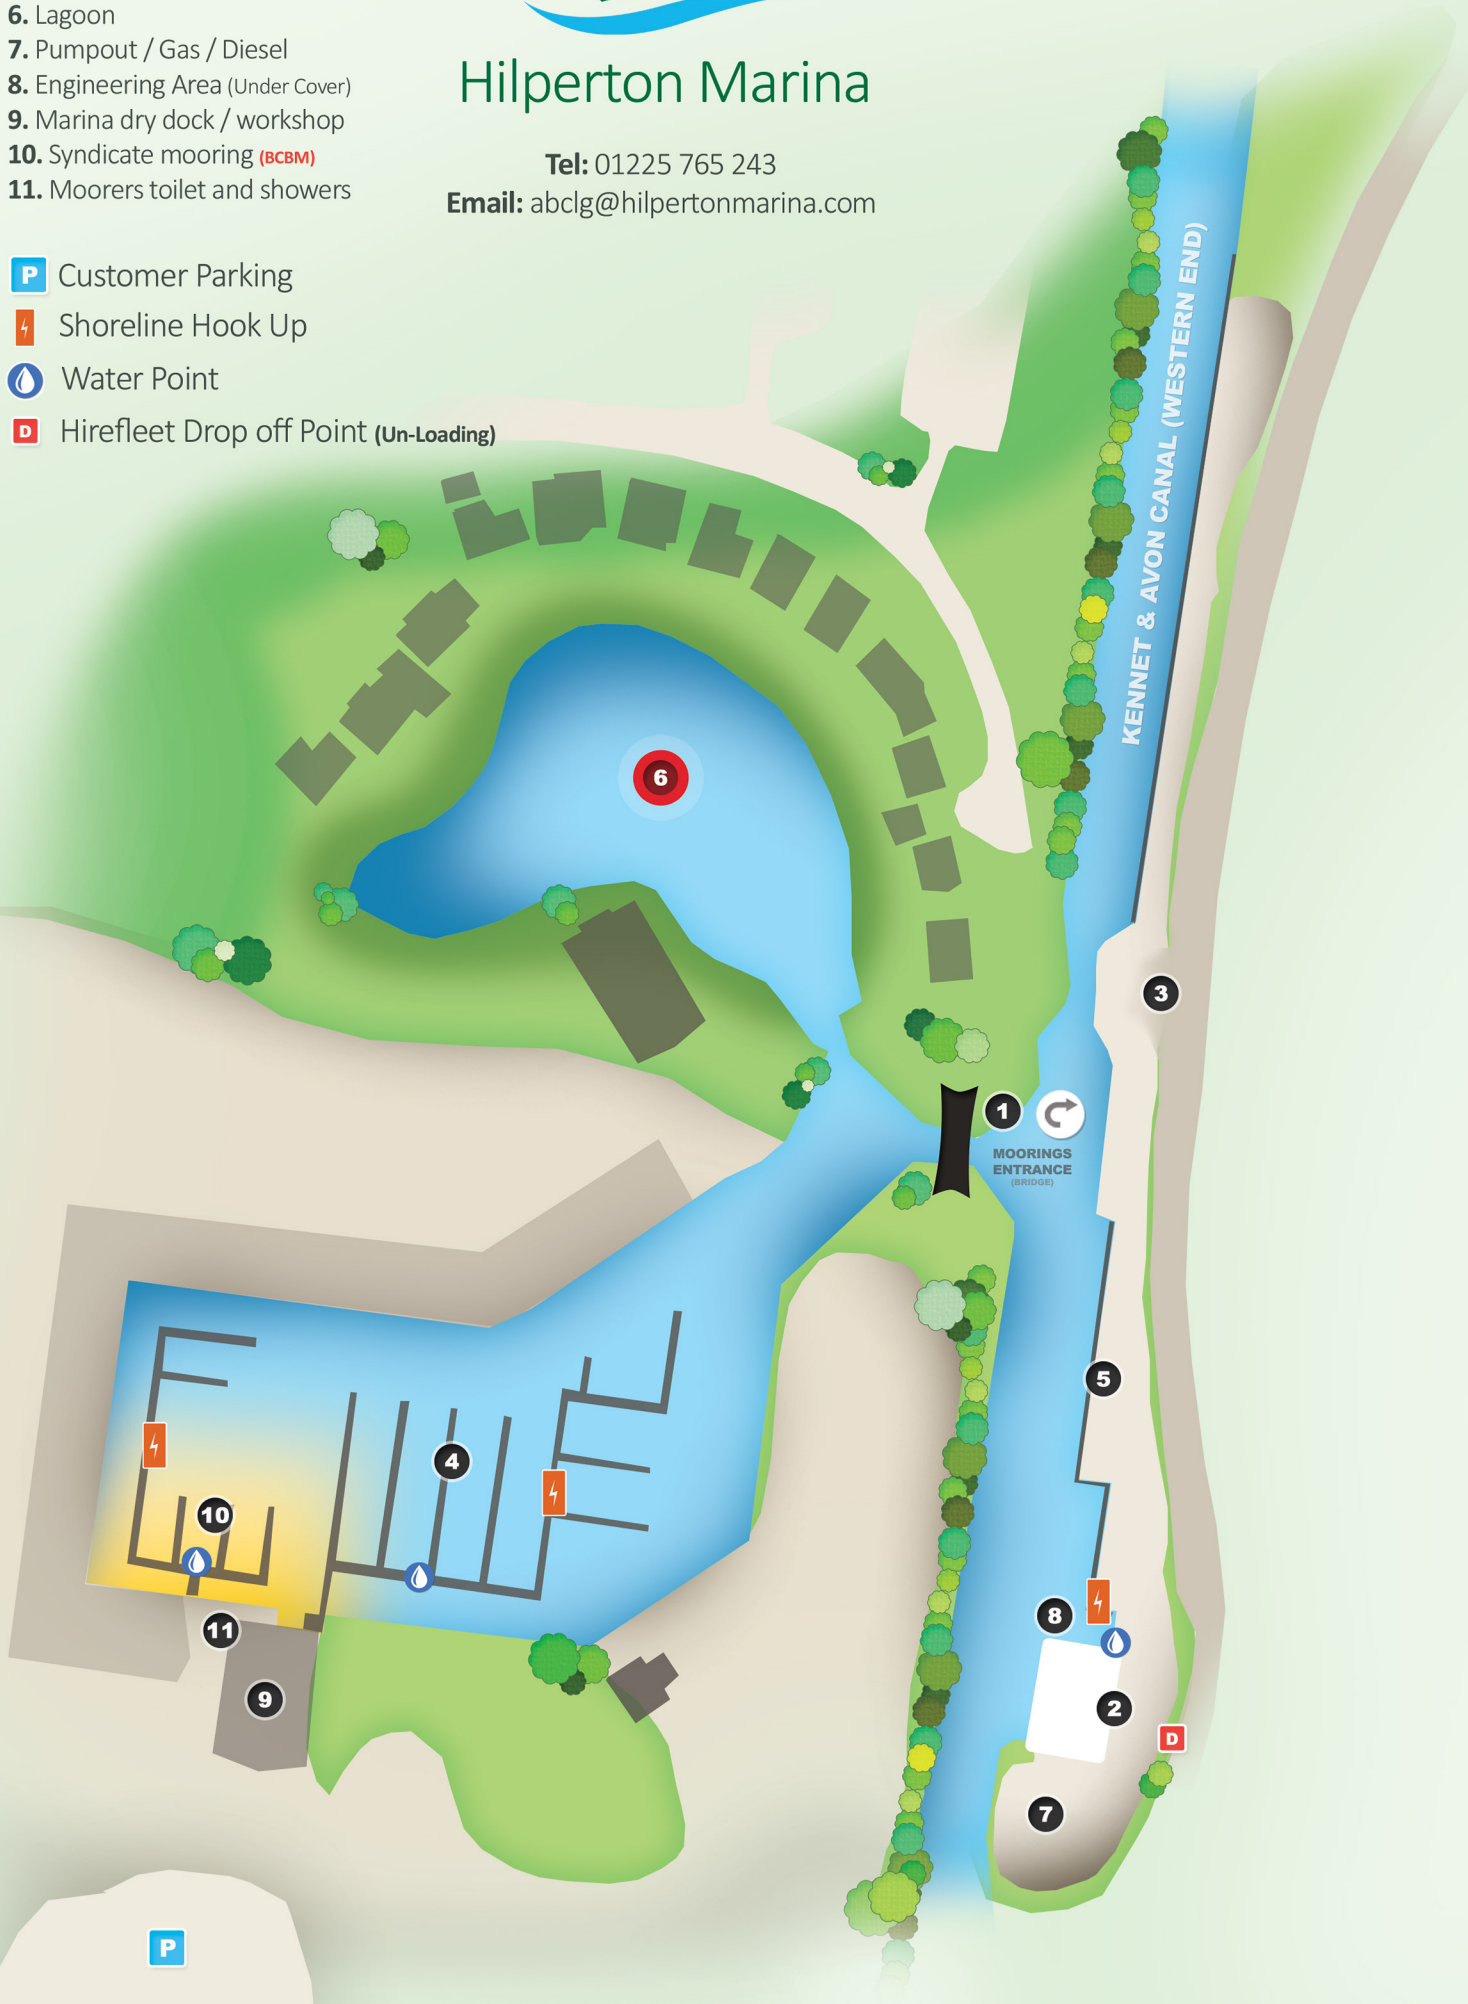 6. Lagoon
7. Pumpout / Gas / Diesel
8. Engineering Area (Under Cover)
9. Marina dry dock / workshop
10. Syndicate mooring (BCBM)
11. Moorers toilet and showers
Hilperton Marina
Tel: 01225 765 243
Email: abclg@hilpertonmarina.com
P Customer Parking
Shoreline Hook Up
Water Point
D Hirefleet Drop off Point (Un-Loading)
KENNET & AVON CANAL (WESTERN END)
6
3
1
MOORINGS
ENTRANCE
(BRIDGE)
5
4
10
11
8
9
2
D
7
P